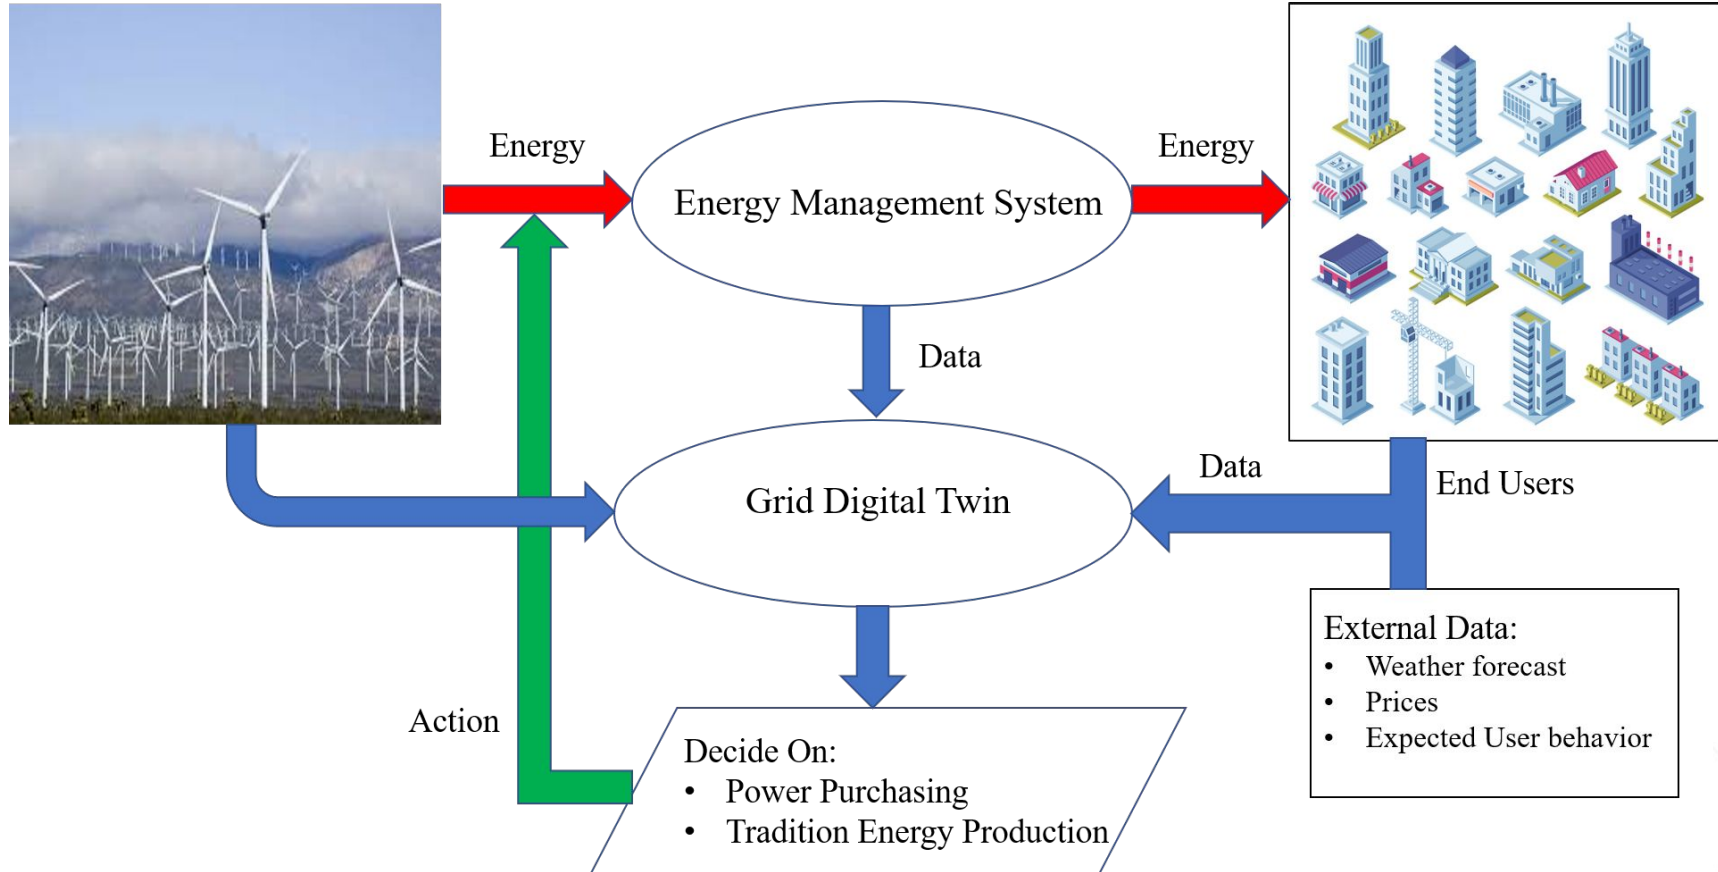 Energy
Energy
Energy Management System
Data
Data
End Users
Grid Digital Twin
External Data:
• Weather forecast
• Prices
• Expected User behavior
Action
Decide On:
• Power Purchasing
• Tradition Energy Production